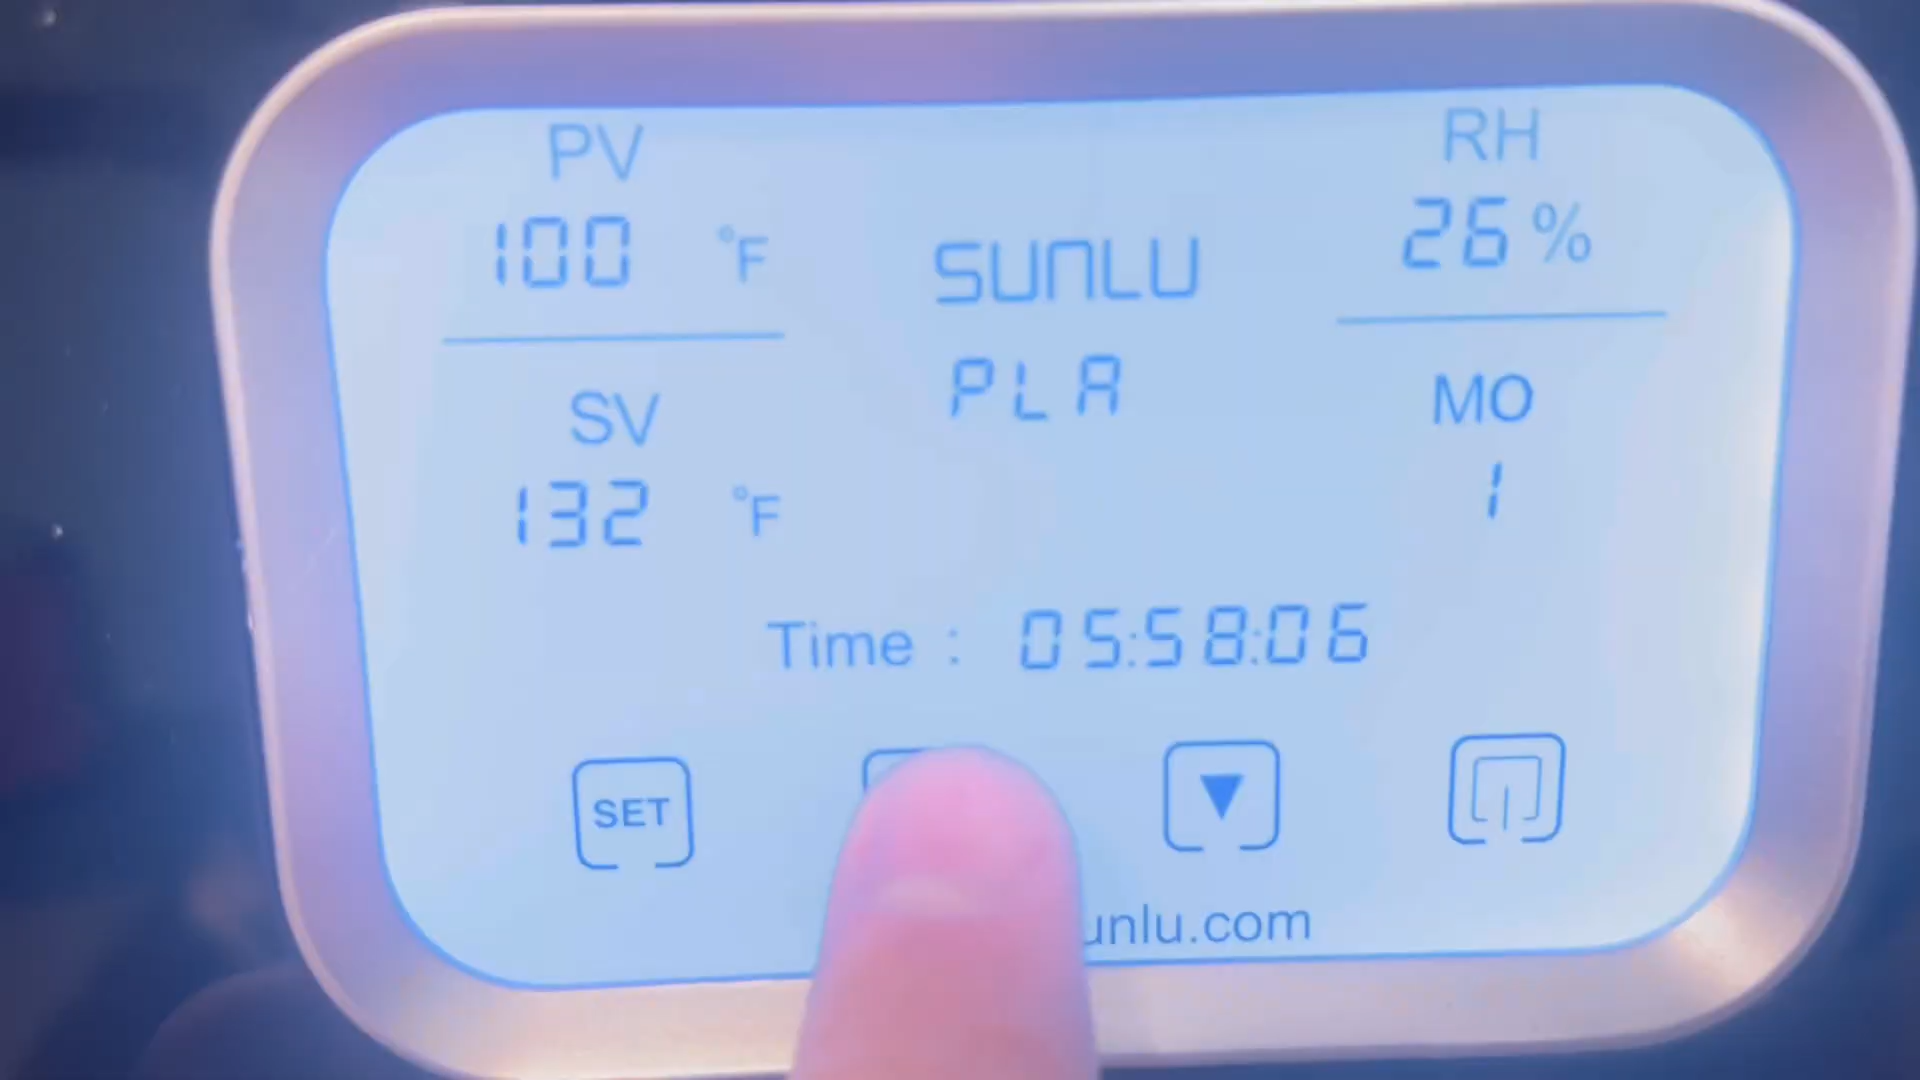 PV
100 °F
SV
132 °F
SUNLU
PLA
RH
26 %
MO
1
Time : 05:58:06
SET
unlu.com